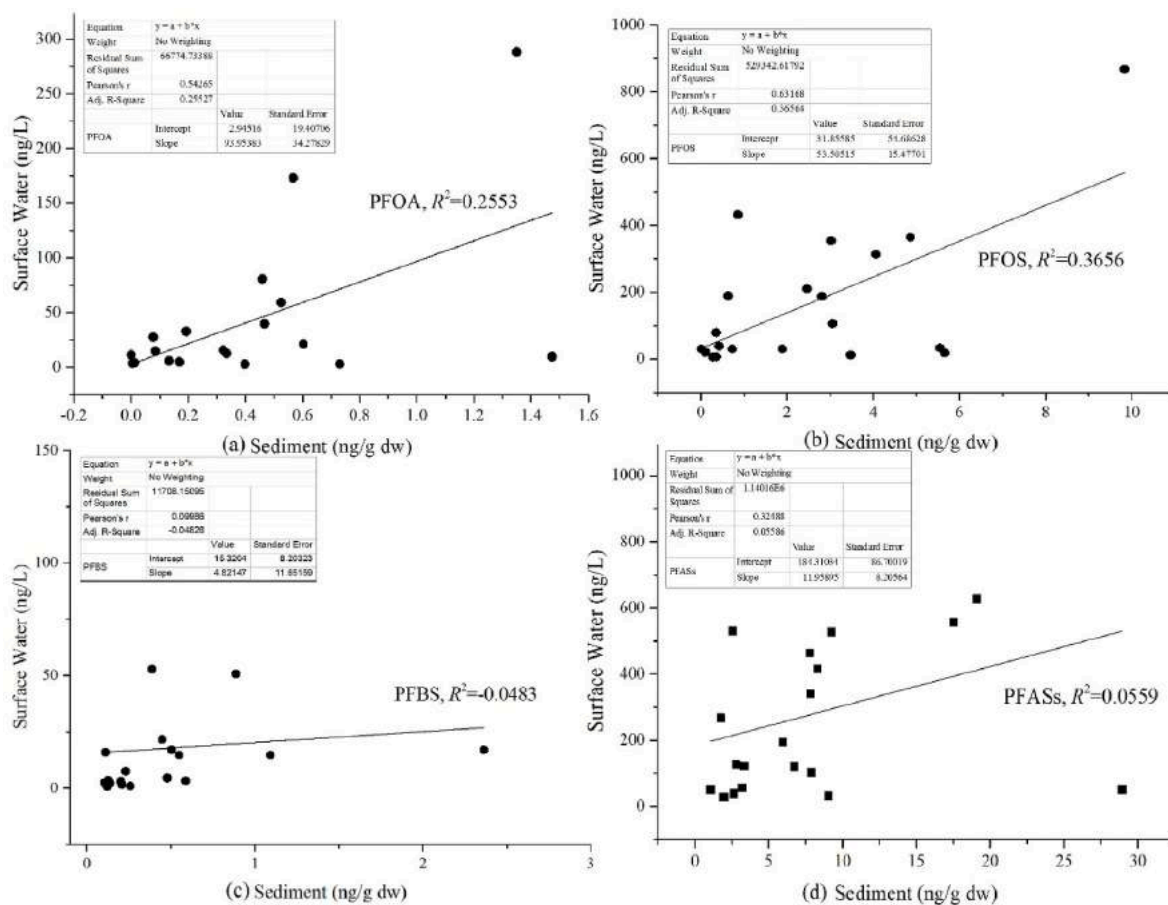 Equation y = a + b*x
Weight No Weighting
Residual Sum of Squares 66774.73388
Pearson's r 0.54265
Adj. R-Square 0.25527
Value Standard Error
PFOA Intercept 2.94516 19.40706
Slope 93.95383 34.27829
300
250
200
150
100
50
0
Surface Water (ng/L)
PFOA, R²=0.2553
-0.2 0.0 0.2 0.4 0.6 0.8 1.0 1.2 1.4 1.6
(a) Sediment (ng/g dw)
Equation y = a + b*x
Weight No Weighting
Residual Sum of Squares 529342.61792
Pearson's r 0.63168
Adj. R-Square
Value Standard Error
PFOS Intercept 31.85585
Slope 53.50515 15.47701
1000
800
600
400
200
0
Surface Water (ng/L)
PFOS, R²=0.3656
0 2 4 6 8 10
(b) Sediment (ng/g dw)
Equation y = a + b*x
Weight No Weighting
Residual Sum of Squares 11708.15095
Pearson's r
Adj. R-Square
Value Standard Error
PFBS Intercept 8.20323
Slope 4.82147
150
100
50
0
Surface Water (ng/L)
PFBS, R²=-0.0483
0 1 2 3
(c) Sediment (ng/g dw)
Equation y = a + b*x
Weight No Weighting
Residual Sum of Squares 1.14016E6
Pearson's r 0.32488
Adj. R-Square 0.05586
Value Standard Error
PFASs Intercept 86.70019
Slope 11.95895
1000
800
600
400
200
0
Surface Water (ng/L)
PFASs, R²=0.0559
0 5 10 15 20 25 30
(d) Sediment (ng/g dw)